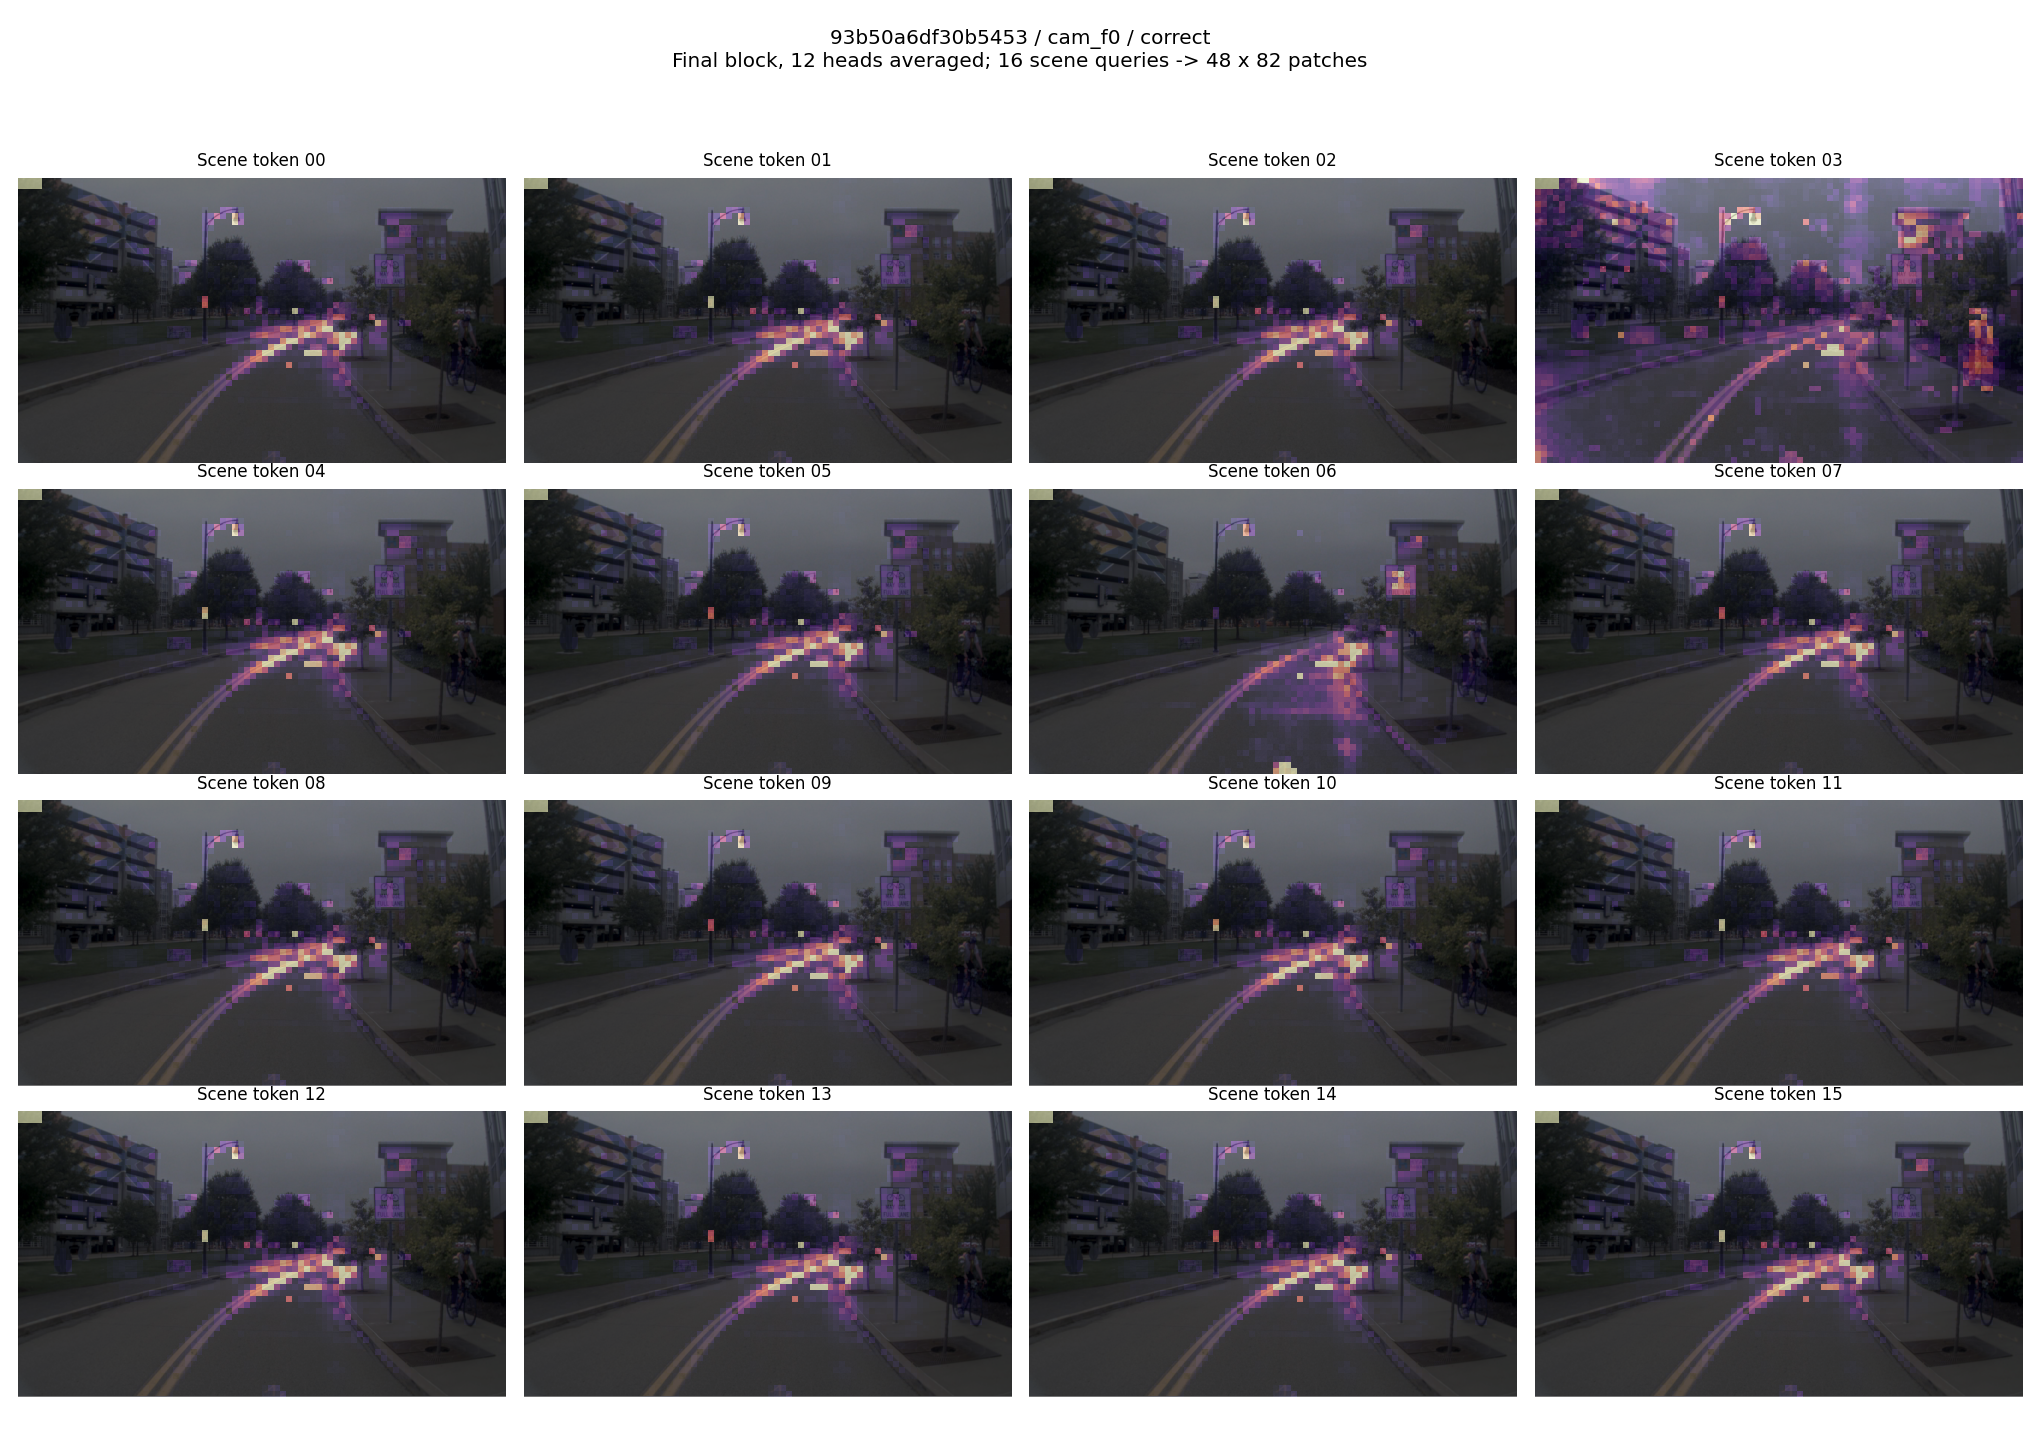 93b50a6df30b5453 / cam_f0 / correct
Final block, 12 heads averaged; 16 scene queries -> 48 x 82 patches
Scene token 00
Scene token 01
Scene token 02
Scene token 03
Scene token 04
Scene token 05
Scene token 06
Scene token 07
Scene token 08
Scene token 09
Scene token 10
Scene token 11
Scene token 12
Scene token 13
Scene token 14
Scene token 15